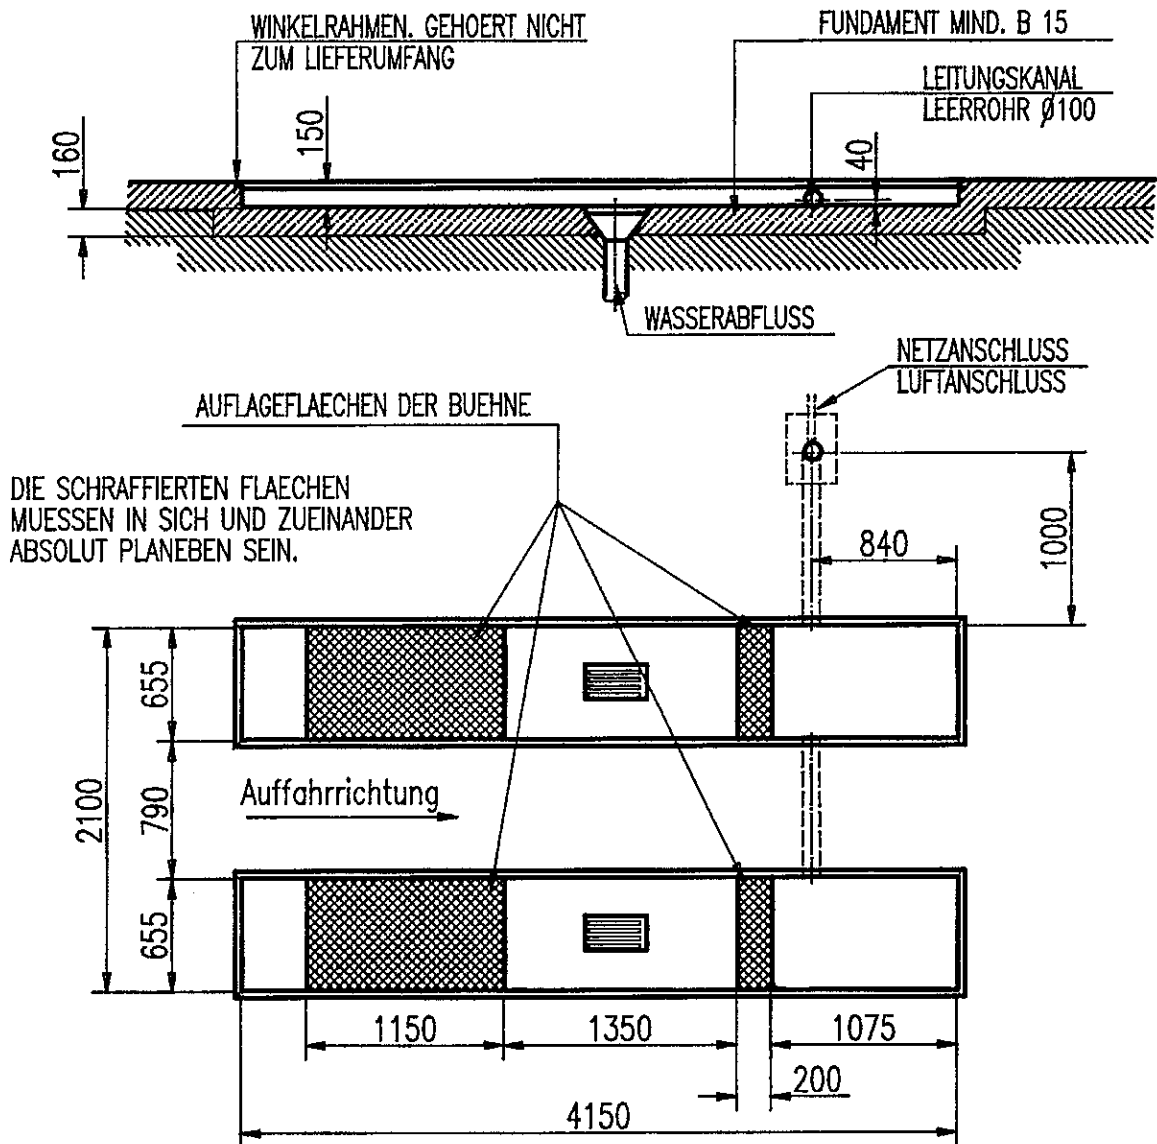 WINKELRAHMEN. GEHOERT NICHT
ZUM LIEFERUMFANG
FUNDAMENT MIND. B 15
LEITUNGSKANAL
LEERROHR Ø100
160
150
40
WASSERABFLUSS
NETZANSCHLUSS
LUFTANSCHLUSS
AUFLAGEFLAECHEN DER BUEHNE
DIE SCHRAFFIERTEN FLAECHEN
MUESSEN IN SICH UND ZUEINANDER
ABSOLUT PLANEBEN SEIN.
840
1000
655
2100
790
Auffahrrichtung
655
1150
1350
1075
200
4150